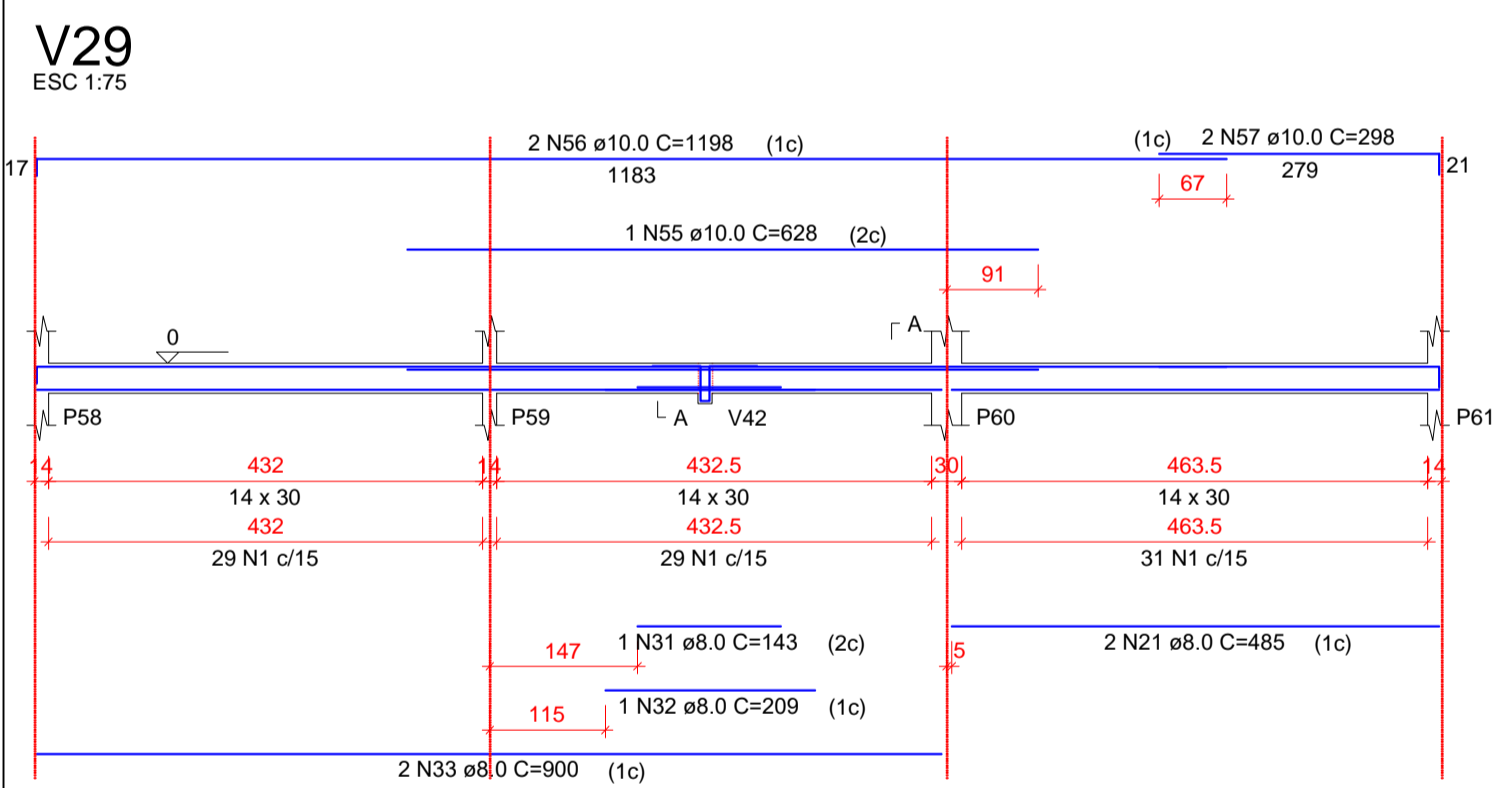 V29
ESC 1:75
2 N56 ø10.0 C=1198 (1c)
(1c) 2 N57 ø10.0 C=298
17
1183
279
21
67
1 N55 ø10.0 C=628 (2c)
91
A
0
P58
P59
A
V42
P60
P61
14
432
14
432.5
30
463.5
14
14 x 30
14 x 30
14 x 30
432
432.5
463.5
29 N1 c/15
29 N1 c/15
31 N1 c/15
1 N31 ø8.0 C=143 (2c)
2 N21 ø8.0 C=485 (1c)
147
5
1 N32 ø8.0 C=209 (1c)
115
2 N33 ø8.0 C=900 (1c)